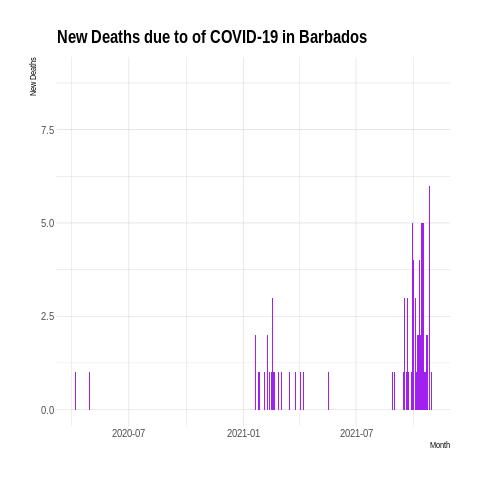 New Deaths due to of COVID-19 in Barbados
New Deaths
7.5
5.0
2.5
0.0
2020-07
2021-01
2021-07
Month